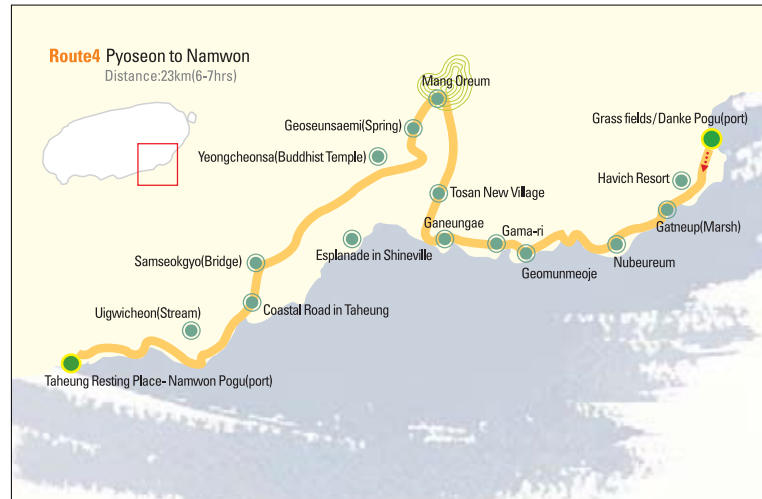 Route4 Pyoseon to Namwon
Distance:23km(6-7hrs)
Mang Oreum
Geoseunsaemi(Spring)
Grass fields/Danke Pogu(port)
Yeongcheonsa(Buddhist Temple)
Havich Resort
Tosan New Village
Ganeungae
Gama-ri
Gatneup(Marsh)
Esplanade in Shineville
Geomunmeoje
Nubeureum
Samseokgyo(Bridge)
Uigwicheon(Stream)
Coastal Road in Taheung
Taheung Resting Place- Namwon Pogu(port)